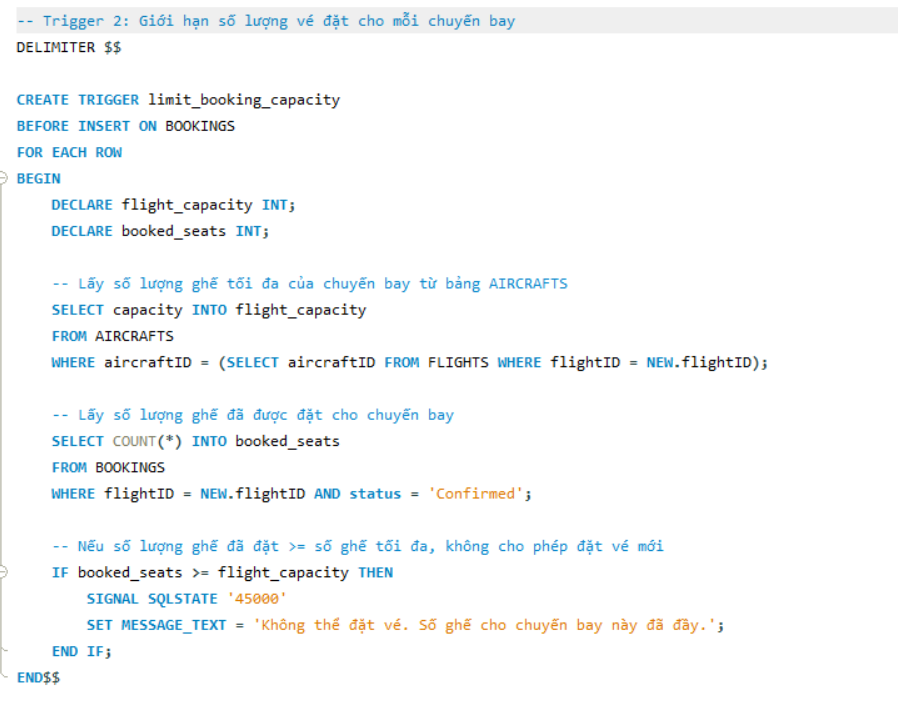 -- Trigger 2: Giới hạn số lượng vé đặt cho mỗi chuyến bay
DELIMITER $$
CREATE TRIGGER limit_booking_capacity
BEFORE INSERT ON BOOKINGS
FOR EACH ROW
BEGIN
DECLARE flight_capacity INT;
DECLARE booked_seats INT;
-- Lấy số lượng ghế tối đa của chuyến bay từ bảng AIRCRAFTS
SELECT capacity INTO flight_capacity
FROM AIRCRAFTS
WHERE aircraftID = (SELECT aircraftID FROM FLIGHTS WHERE flightID = NEW.flightID);
-- Lấy số lượng ghế đã được đặt cho chuyến bay
SELECT COUNT(*) INTO booked_seats
FROM BOOKINGS
WHERE flightID = NEW.flightID AND status = 'Confirmed';
-- Nếu số lượng ghế đã đặt >= số ghế tối đa, không cho phép đặt vé mới
IF booked_seats >= flight_capacity THEN
SIGNAL SQLSTATE '45000'
SET MESSAGE_TEXT = 'Không thể đặt vé. Số ghế cho chuyến bay này đã đầy.';
END IF;
END$$